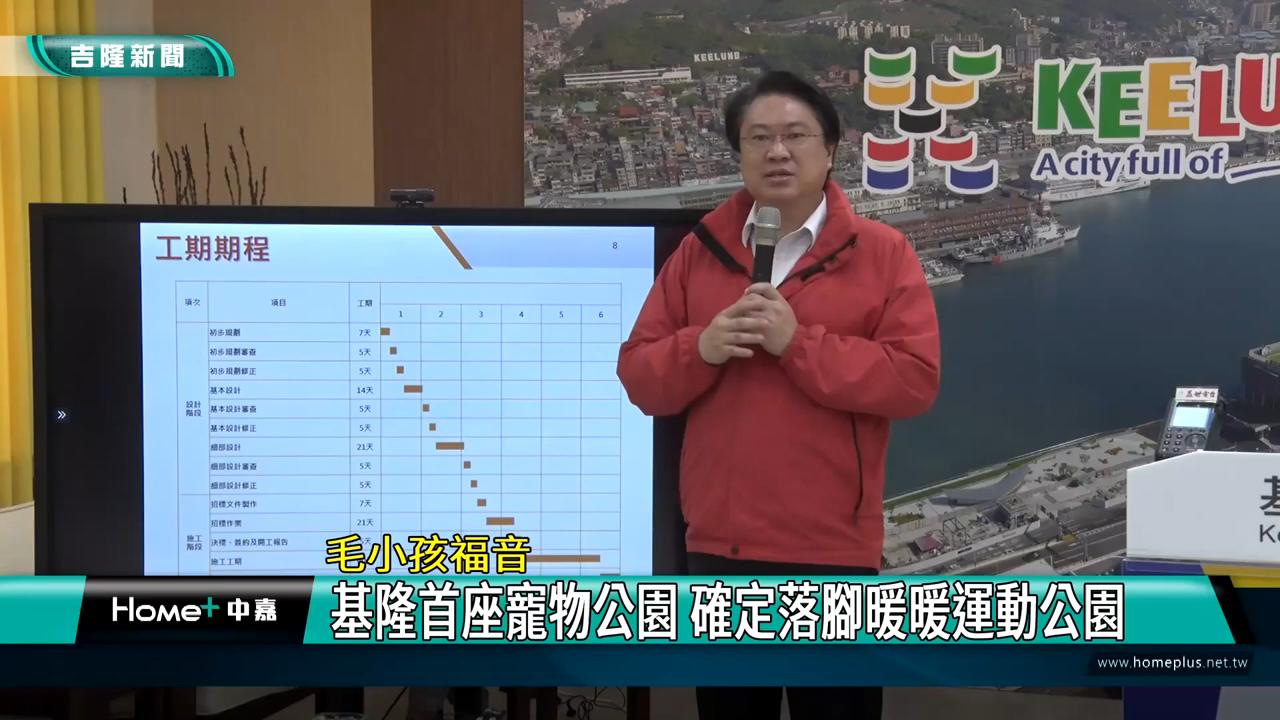 吉隆新聞
KEELUNG
KEELU
A city full of
工期期程
8
項次 項目 工期
1 2 3 4 5 6
初步規劃 7天
初步規劃審查 5天
初步規劃修正 5天
基本設計 14天
設計階段
基本設計審查 5天
基本設計修正 5天
細部設計 21天
細部設計審查 5天
細部設計修正 5天
招標文件製作 7天
招標作業 21天
施工階段
決標、簽約及開工報告 天
施工工期
益世電台
基
Ke
毛小孩福音
Home+中嘉
基隆首座寵物公園 確定落腳暖暖運動公園
www.homeplus.net.tw